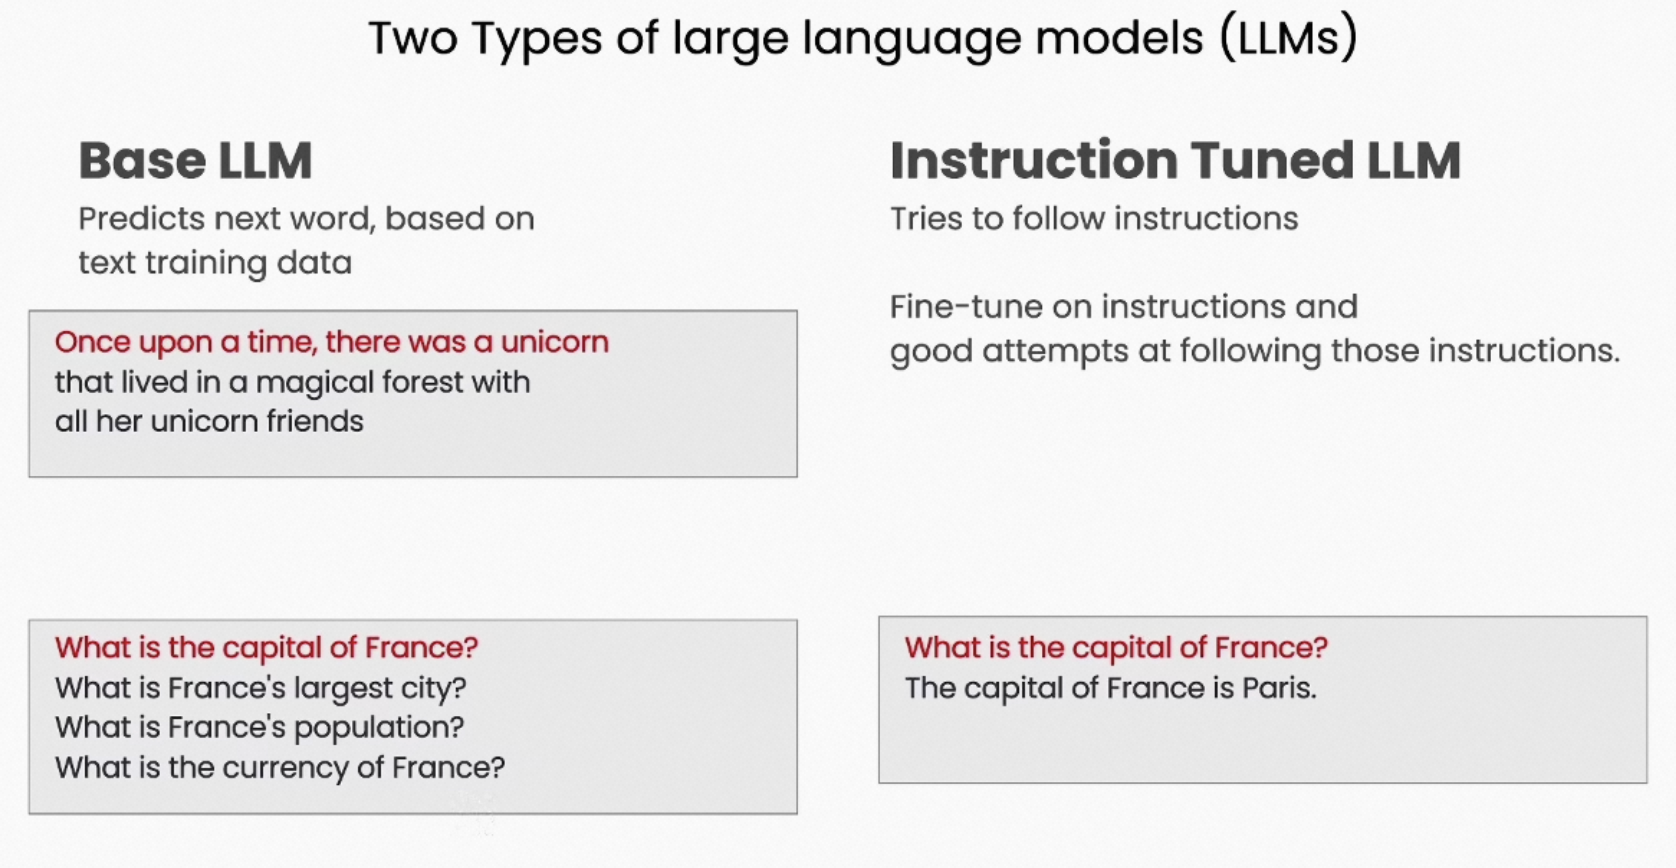 Two Types of large language models (LLMs)
Base LLM
Predicts next word, based on
text training data
Once upon a time, there was a unicorn
that lived in a magical forest with
all her unicorn friends
What is the capital of France?
What is France's largest city?
What is France's population?
What is the currency of France?
Instruction Tuned LLM
Tries to follow instructions
Fine-tune on instructions and
good attempts at following those instructions.
What is the capital of France?
The capital of France is Paris.